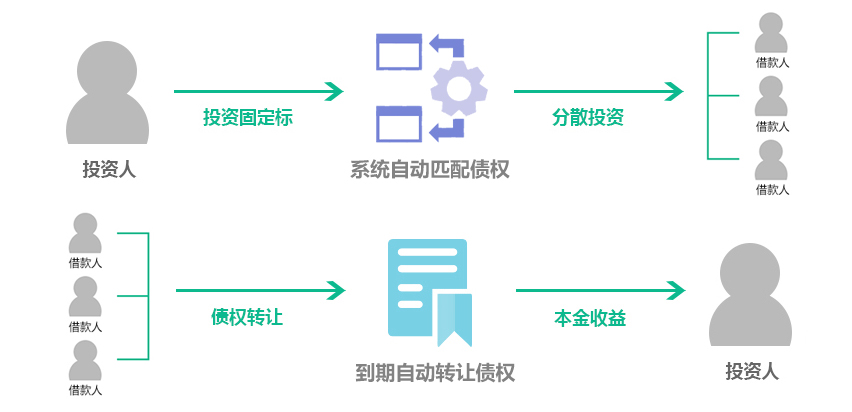 投资人
投资固定标
系统自动匹配债权
分散投资
借款人
借款人
借款人
借款人
借款人
借款人
债权转让
到期自动转让债权
本金收益
投资人